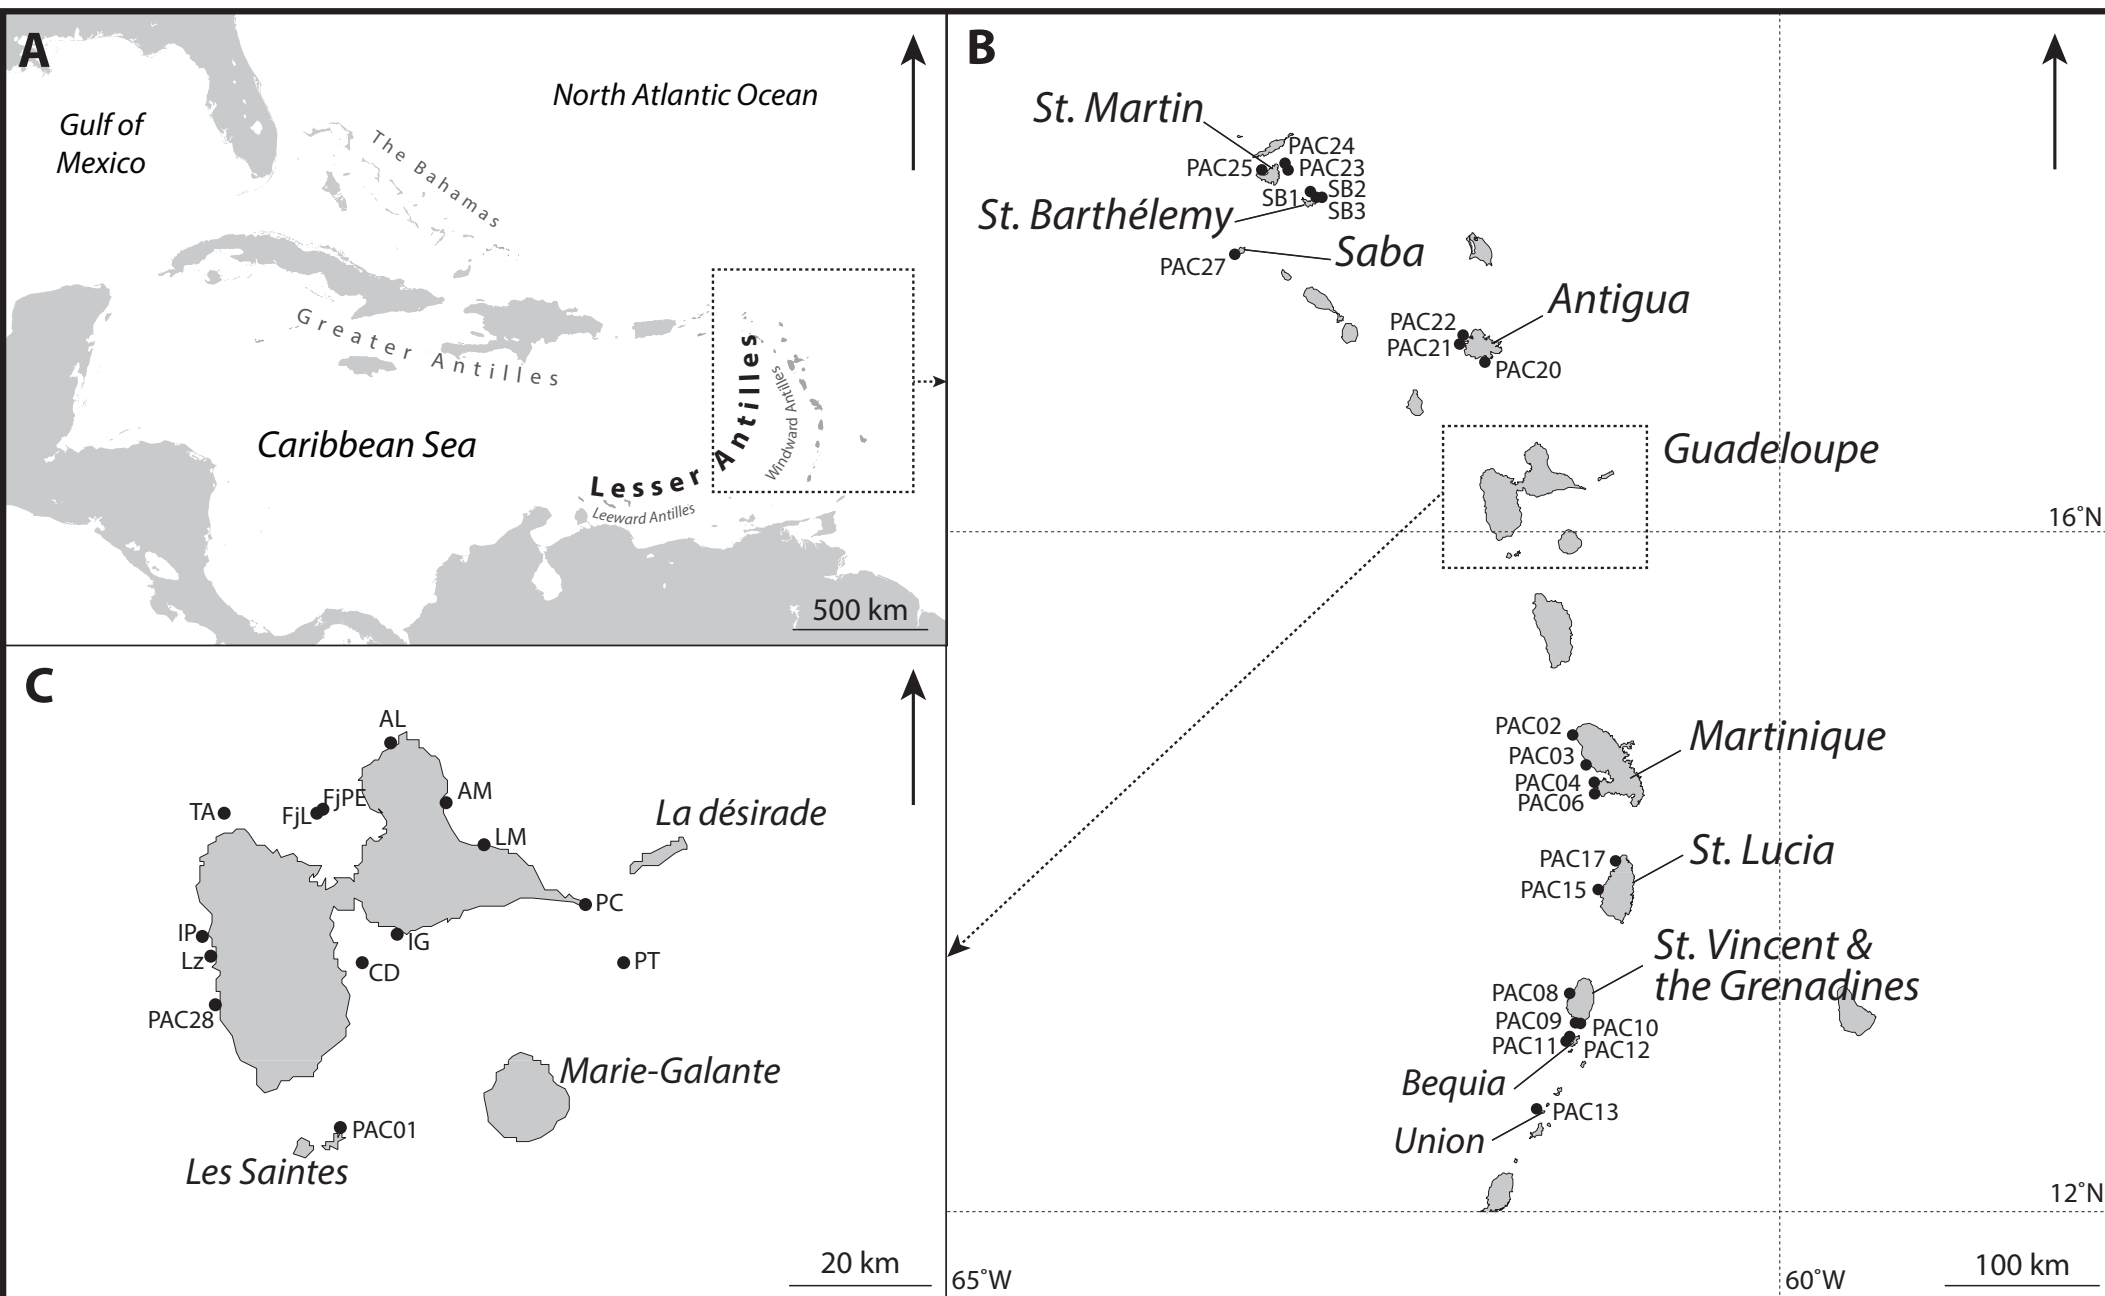 A
North Atlantic Ocean
Gulf of
Mexico
The Bahamas
Greater Antilles
Caribbean Sea
Lesser Antilles
Windward Antilles
Leeward Antilles
500 km
B
St. Martin
PAC24
PAC25
PAC23
SB1
SB2
SB3
St. Barthélemy
Saba
PAC27
Antigua
PAC22
PAC21
PAC20
Guadeloupe
16°N
PAC02
Martinique
PAC03
PAC04
PAC06
PAC17
St. Lucia
PAC15
St. Vincent &
the Grenadines
PAC08
PAC09
PAC10
PAC11
PAC12
Bequia
PAC13
Union
12°N
65°W
60°W
100 km
C
AL
FjPE
AM
TA
FjL
La désirade
LM
PC
IP
IG
Lz
CD
PT
PAC28
Marie-Galante
PAC01
Les Saintes
20 km